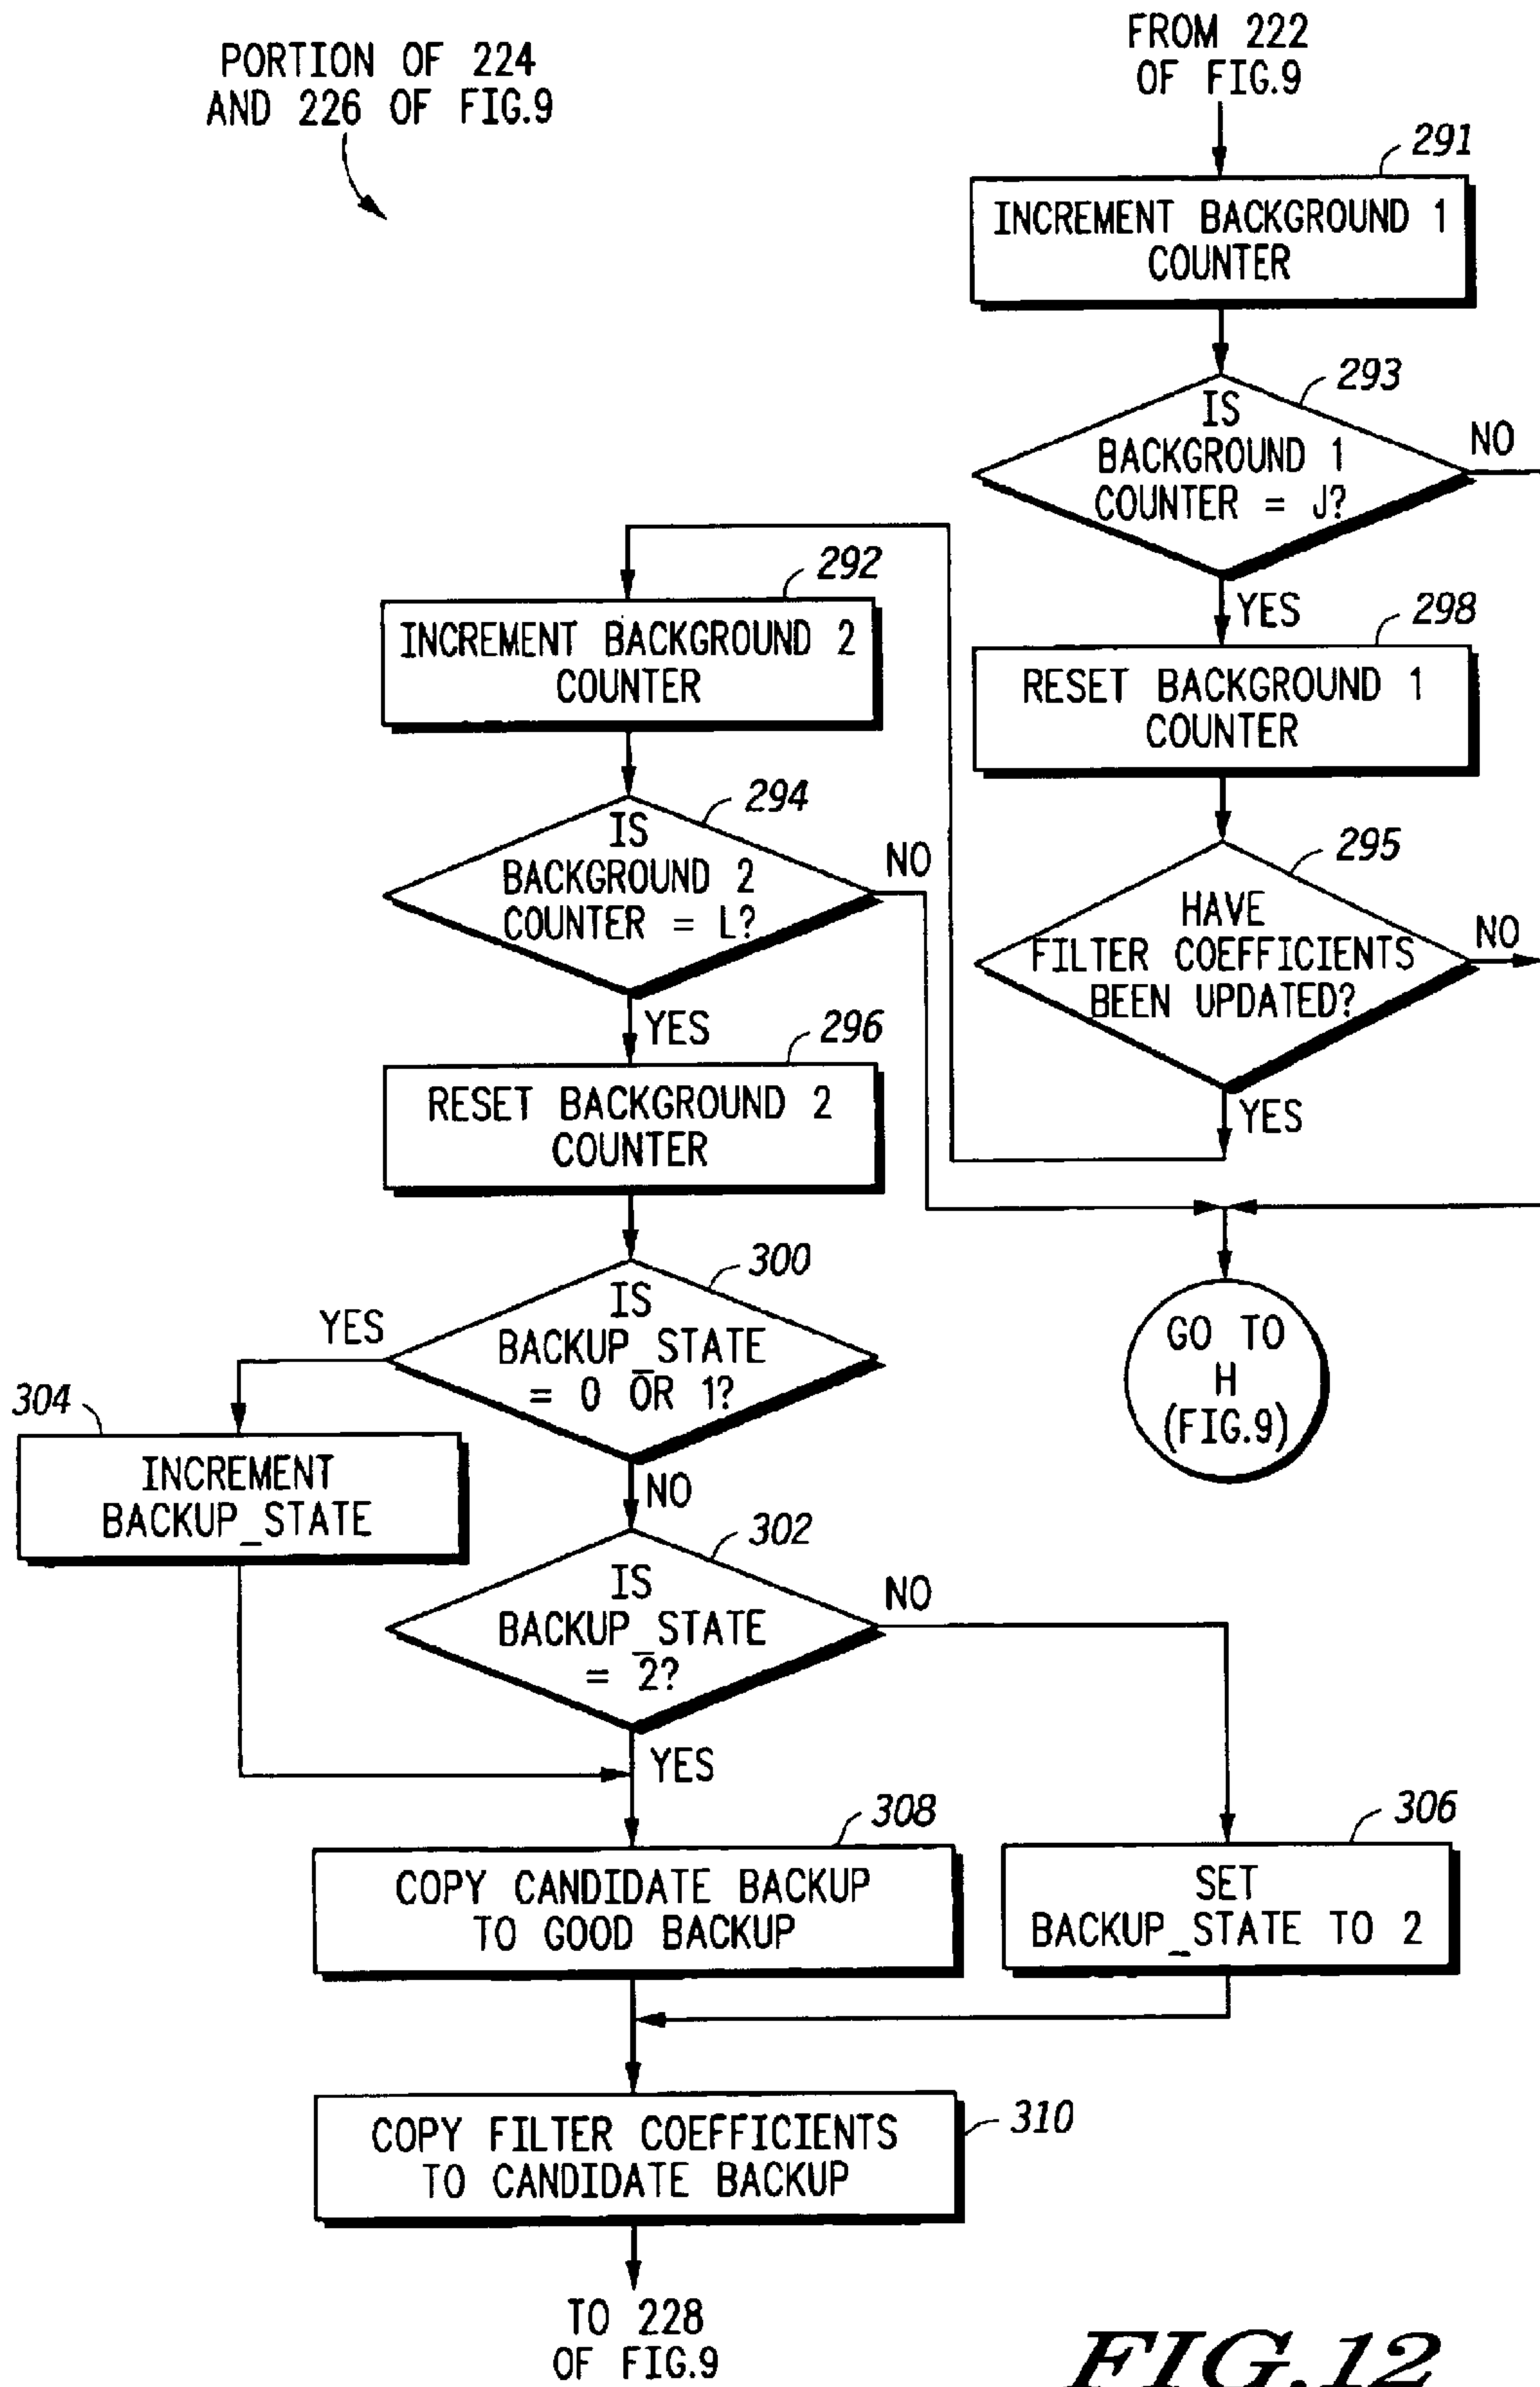 PORTION OF 224
AND 226 OF FIG.9
FROM 222
OF FIG.9
291
INCREMENT BACKGROUND 1
COUNTER
293
IS
BACKGROUND 1
COUNTER = J?
NO
YES
298
RESET BACKGROUND 1
COUNTER
295
HAVE
FILTER COEFFICIENTS
BEEN UPDATED?
NO
YES
292
INCREMENT BACKGROUND 2
COUNTER
294
IS
BACKGROUND 2
COUNTER = L?
NO
YES
296
RESET BACKGROUND 2
COUNTER
GO TO
H
(FIG.9)
300
IS
BACKUP_STATE
= 0 OR 1?
YES
NO
304
INCREMENT
BACKUP_STATE
302
IS
BACKUP_STATE
= 2?
NO
YES
308
COPY CANDIDATE BACKUP
TO GOOD BACKUP
306
SET
BACKUP_STATE TO 2
310
COPY FILTER COEFFICIENTS
TO CANDIDATE BACKUP
TO 228
OF FIG.9
FIG.12